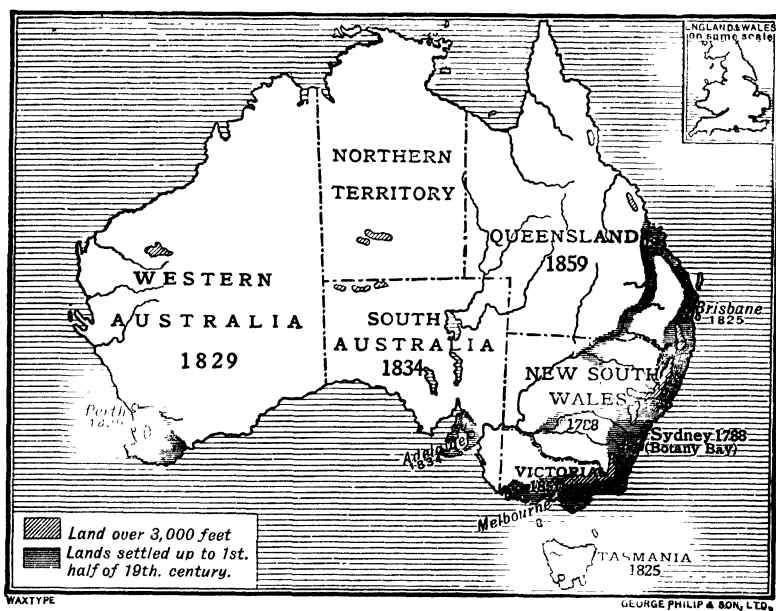 ENGLAND & WALES
on same scale
NORTHERN
TERRITORY
QUEENSLAND
1859
WESTERN
AUSTRALIA
1829
SOUTH
AUSTRALIA
1834
Brisbane
1825
NEW SOUTH
WALES
1788
Perth
Sydney 1788
(Botany Bay)
Adelaide
1834
VICTORIA
Melbourne
TASMANIA
1825
Land over 3,000 feet
Lands settled up to 1st.
half of 19th. century.
WAXTYPE
GEORGE PHILIP & SON, LTD.